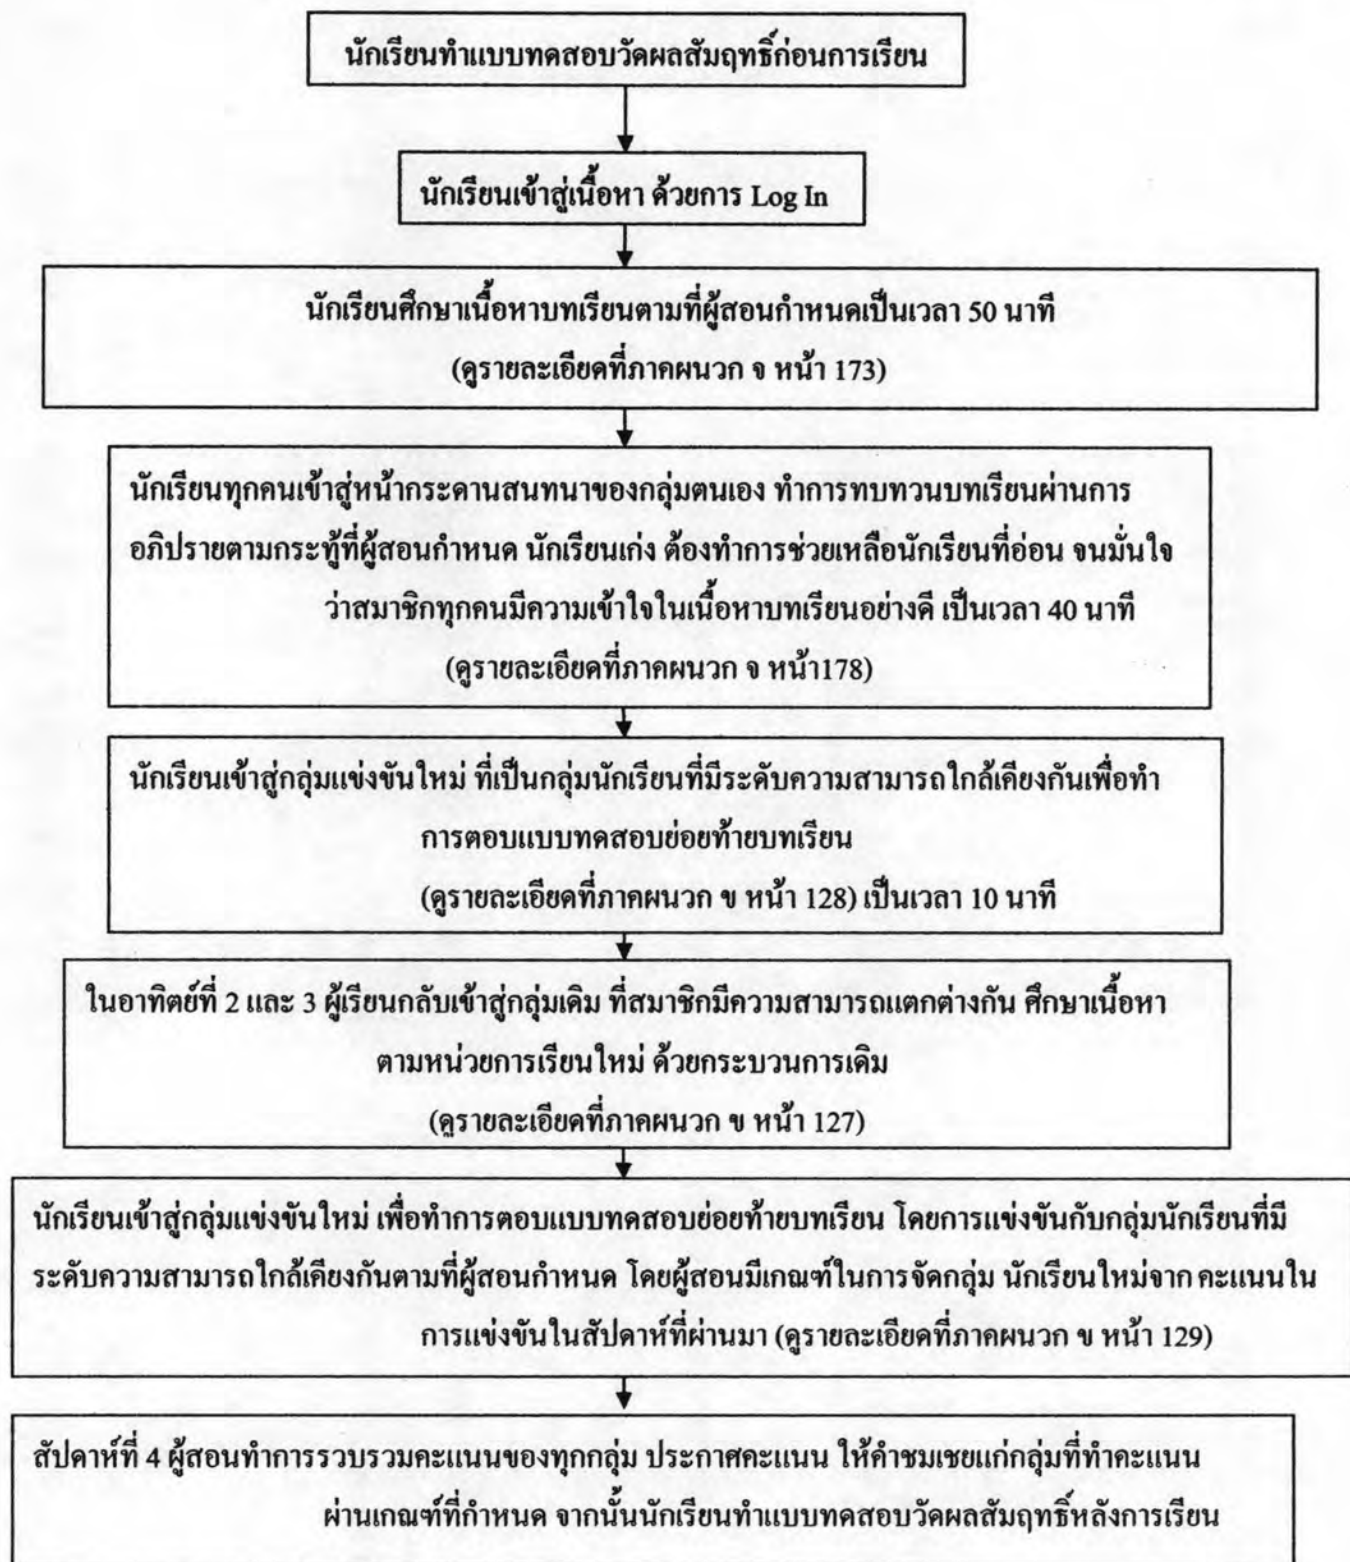 นักเรียนทำแบบทดสอบวัดผลสัมฤทธิ์ก่อนการเรียน
นักเรียนเข้าสู่เนื้อหา ด้วยการ Log In
นักเรียนศึกษาเนื้อหาบทเรียนตามที่ผู้สอนกำหนดเป็นเวลา 50 นาที
(ดูรายละเอียดที่ภาคผนวก จ หน้า 173)
นักเรียนทุกคนเข้าสู่หน้ากระดานสนทนาของกลุ่มตนเอง ทำการทบทวนบทเรียนผ่านการ
อภิปรายตามกระทู้ที่ผู้สอนกำหนด นักเรียนเก่ง ต้องทำการช่วยเหลือนักเรียนที่อ่อน จนมั่นใจ
ว่าสมาชิกทุกคนมีความเข้าใจในเนื้อหาบทเรียนอย่างดี เป็นเวลา 40 นาที
(ดูรายละเอียดที่ภาคผนวก จ หน้า178)
นักเรียนเข้าสู่กลุ่มแข่งขันใหม่ ที่เป็นกลุ่มนักเรียนที่มีระดับความสามารถใกล้เคียงกันเพื่อทำ
การตอบแบบทดสอบย่อยท้ายบทเรียน
(ดูรายละเอียดที่ภาคผนวก ข หน้า 128) เป็นเวลา 10 นาที
ในอาทิตย์ที่ 2 และ 3 ผู้เรียนกลับเข้าสู่กลุ่มเดิม ที่สมาชิกมีความสามารถแตกต่างกัน ศึกษาเนื้อหา
ตามหน่วยการเรียนใหม่ ด้วยกระบวนการเดิม
(ดูรายละเอียดที่ภาคผนวก ข หน้า 127)
นักเรียนเข้าสู่กลุ่มแข่งขันใหม่ เพื่อทำการตอบแบบทดสอบย่อยท้ายบทเรียน โดยการแข่งขันกับกลุ่มนักเรียนที่มี
ระดับความสามารถใกล้เคียงกันตามที่ผู้สอนกำหนด โดยผู้สอนมีเกณฑ์ในการจัดกลุ่ม นักเรียนใหม่จาก คะแนนใน
การแข่งขันในสัปดาห์ที่ผ่านมา (ดูรายละเอียดที่ภาคผนวก ข หน้า 129)
สัปดาห์ที่ 4 ผู้สอนทำการรวบรวมคะแนนของทุกกลุ่ม ประกาศคะแนน ให้คำชมเชยแก่กลุ่มที่ทำคะแนน
ผ่านเกณฑ์ที่กำหนด จากนั้นนักเรียนทำแบบทดสอบวัดผลสัมฤทธิ์หลังการเรียน